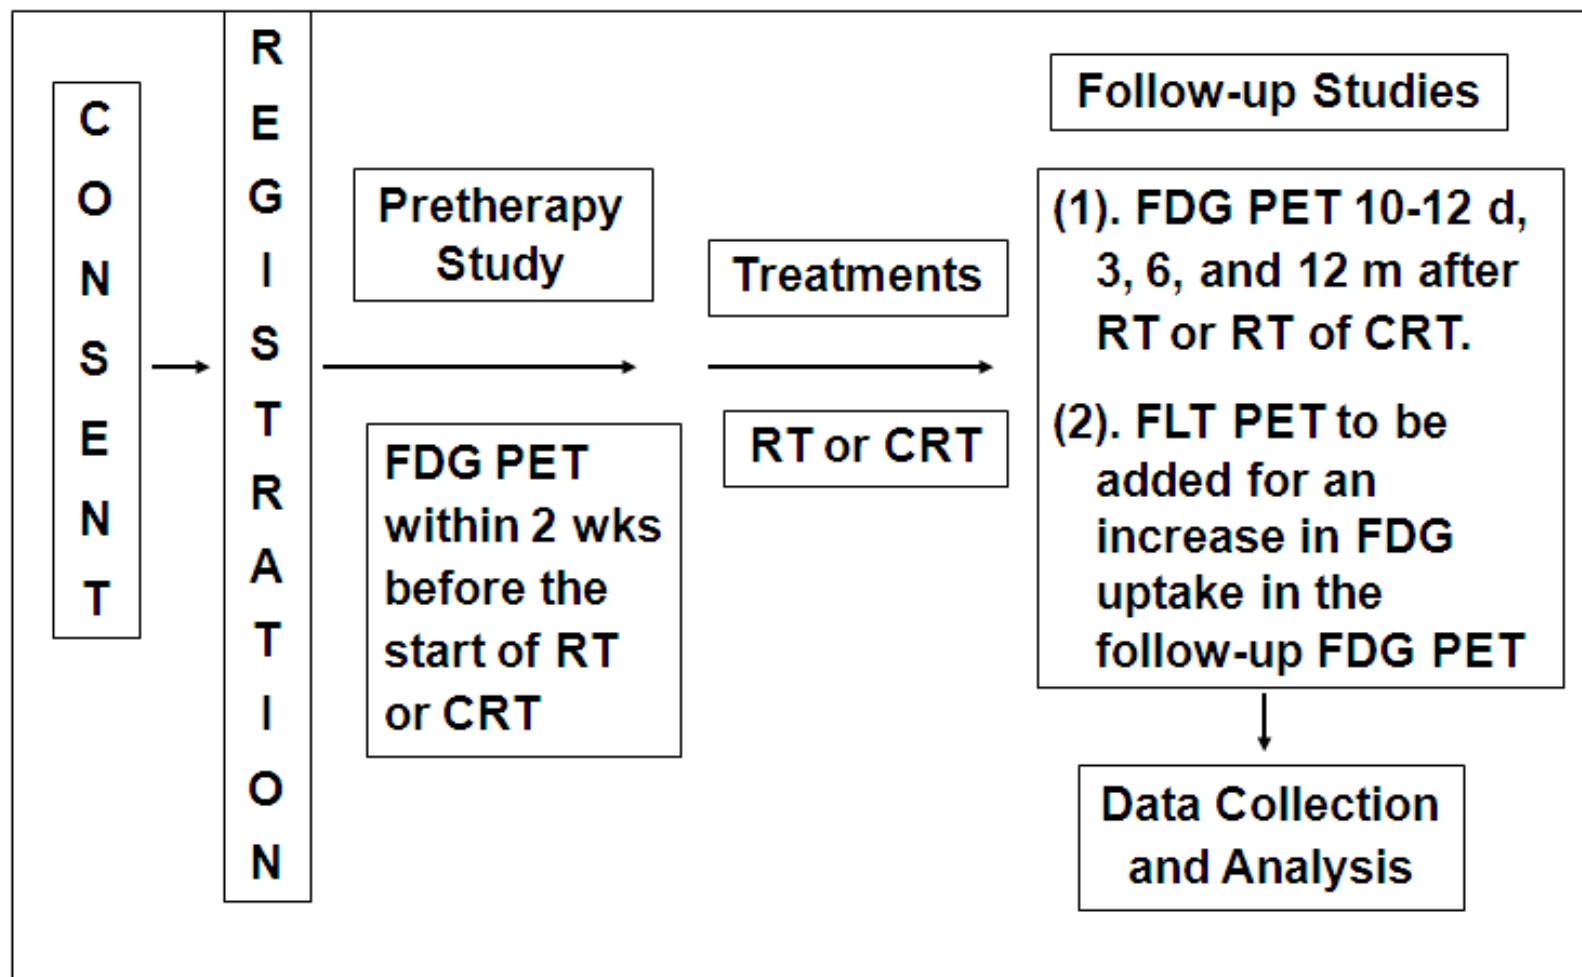 CONSENT
REGISTRATION
Pretherapy
Study
FDG PET
within 2 wks
before the
start of RT
or CRT
Treatments
RT or CRT
Follow-up Studies
(1). FDG PET 10-12 d,
3, 6, and 12 m after
RT or RT of CRT.
(2). FLT PET to be
added for an
increase in FDG
uptake in the
follow-up FDG PET
Data Collection
and Analysis